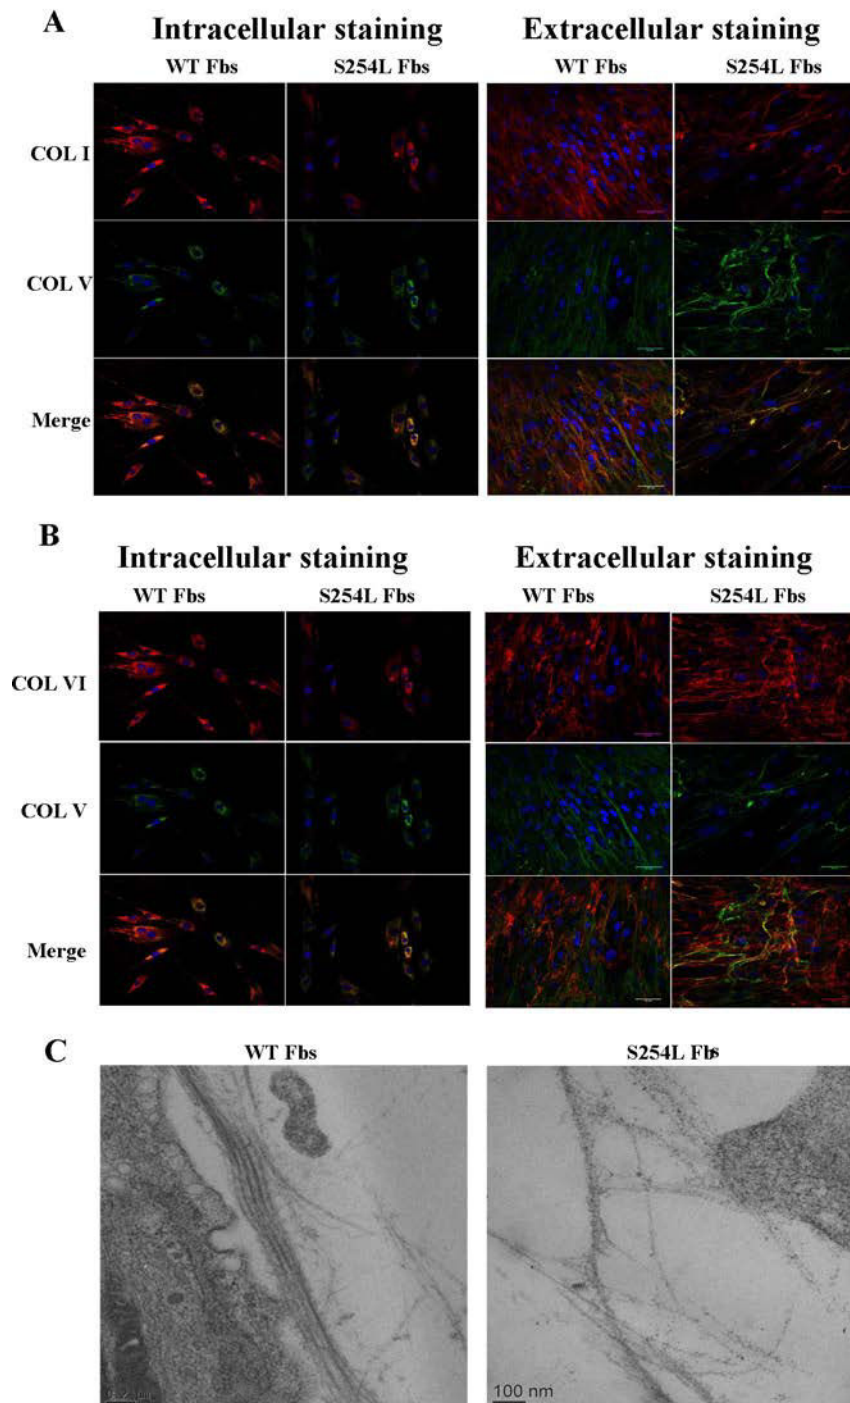 A
Intracellular staining Extracellular staining
WT Fbs S254L Fbs WT Fbs S254L Fbs
COL I
COL V
Merge
B
Intracellular staining Extracellular staining
WT Fbs S254L Fbs WT Fbs S254L Fbs
COL VI
COL V
Merge
C
WT Fbs S254L Fbs
100 nm